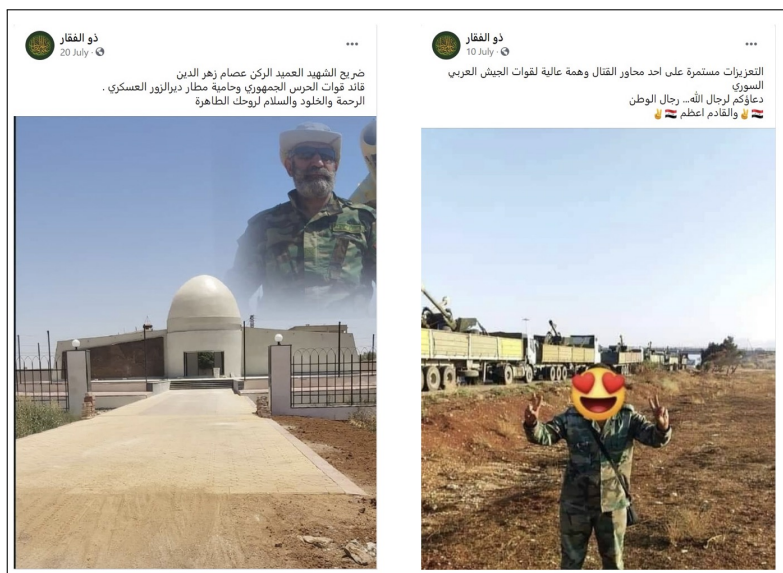 ذو الفقار
20 July
ضريح الشهيد العميد الركن عصام زهر الدين
قائد قوات الحرس الجمهوري وحامية مطار ديرالزور العسكري .
الرحمة والخلود والسلام لروحك الطاهرة
ذو الفقار
10 July
التعزيزات مستمرة على احد محاور القتال وهمة عالية لقوات الجيش العربي
السوري
دعاؤكم لرجال الله... رجال الوطن
🇸🇾✌️والقادم اعظم 🇸🇾✌️